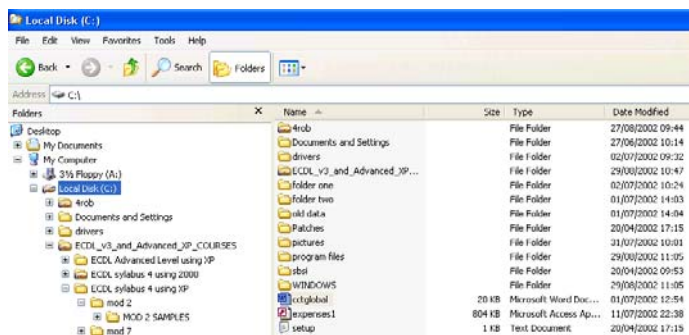 Local Disk (C:)
File Edit View Favorites Tools Help
Back Search Folders
Address C:\
Folders X Name Size Type Date Modified
Desktop
My Documents
My Computer
3½ Floppy (A:)
Local Disk (C:)
4rob
Documents and Settings
drivers
ECDL_v3_and_Advanced_XP_COURSES
ECDL Advanced Level using XP
ECDL sylabus 4 using 2000
ECDL sylabus 4 using XP
mod 2
MOD 2 SAMPLES
mod 7
4rob File Folder 27/08/2002 09:44
Documents and Settings File Folder 27/06/2002 10:14
drivers File Folder 02/07/2002 09:32
ECDL_v3_and_Advanced_XP... File Folder 29/08/2002 10:47
folder one File Folder 02/07/2002 10:24
folder two File Folder 01/07/2002 14:03
old data File Folder 01/07/2002 14:04
Patches File Folder 20/04/2002 17:15
pictures File Folder 31/07/2002 10:01
program files File Folder 29/08/2002 11:05
sbsi File Folder 20/04/2002 09:53
WINDOWS File Folder 29/08/2002 11:05
cctglobal 20 KB Microsoft Word Doc... 01/07/2002 12:54
expenses1 804 KB Microsoft Access Ap... 11/07/2002 22:38
setup 1 KB Text Document 20/04/2002 17:15